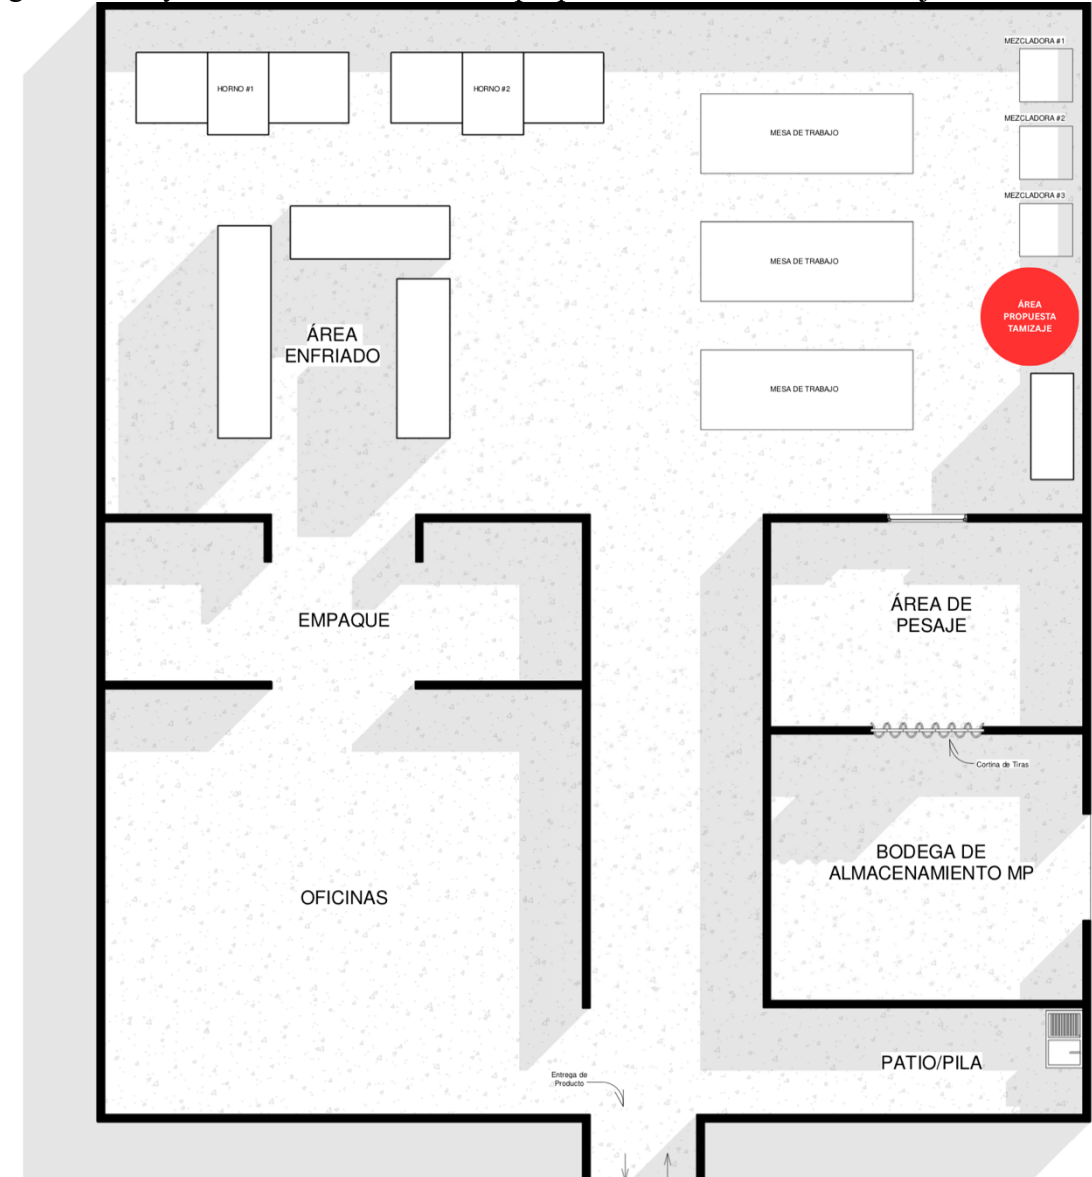 MEZCLADORA #1
HORNO #1
HORNO #2
MEZCLADORA #2
MESA DE TRABAJO
MEZCLADORA #3
MESA DE TRABAJO
ÁREA
PROPUESTA
TAMIZAJE
ÁREA
ENFRIADO
MESA DE TRABAJO
EMPAQUE
ÁREA DE
PESAJE
Cortina de Tiras
BODEGA DE
ALMACENAMIENTO MP
OFICINAS
PATIO/PILA
Entrega de
Producto